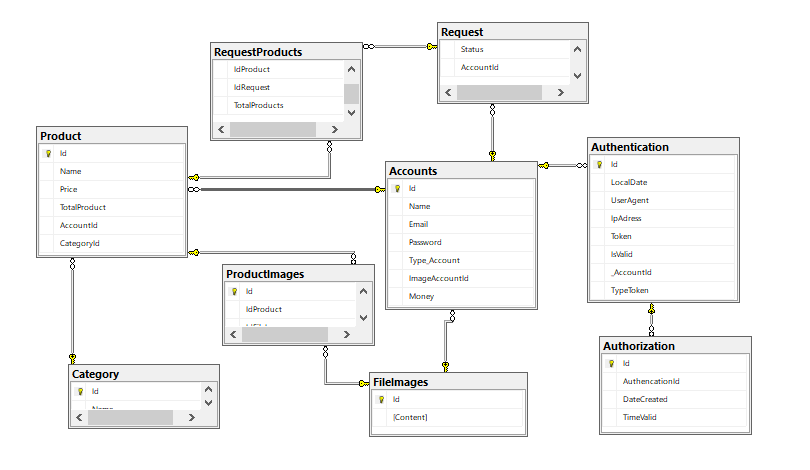 Request
Status
AccountId
RequestProducts
IdProduct
IdRequest
TotalProducts
Product
Id
Name
Price
TotalProduct
AccountId
CategoryId
Accounts
Id
Name
Email
Password
Type_Account
ImageAccountId
Money
Authentication
Id
LocalDate
UserAgent
IpAdress
Token
IsValid
_AccountId
TypeToken
ProductImages
Id
IdProduct
Category
Id
Name
FileImages
Id
[Content]
Authorization
Id
AuthencationId
DateCreated
TimeValid